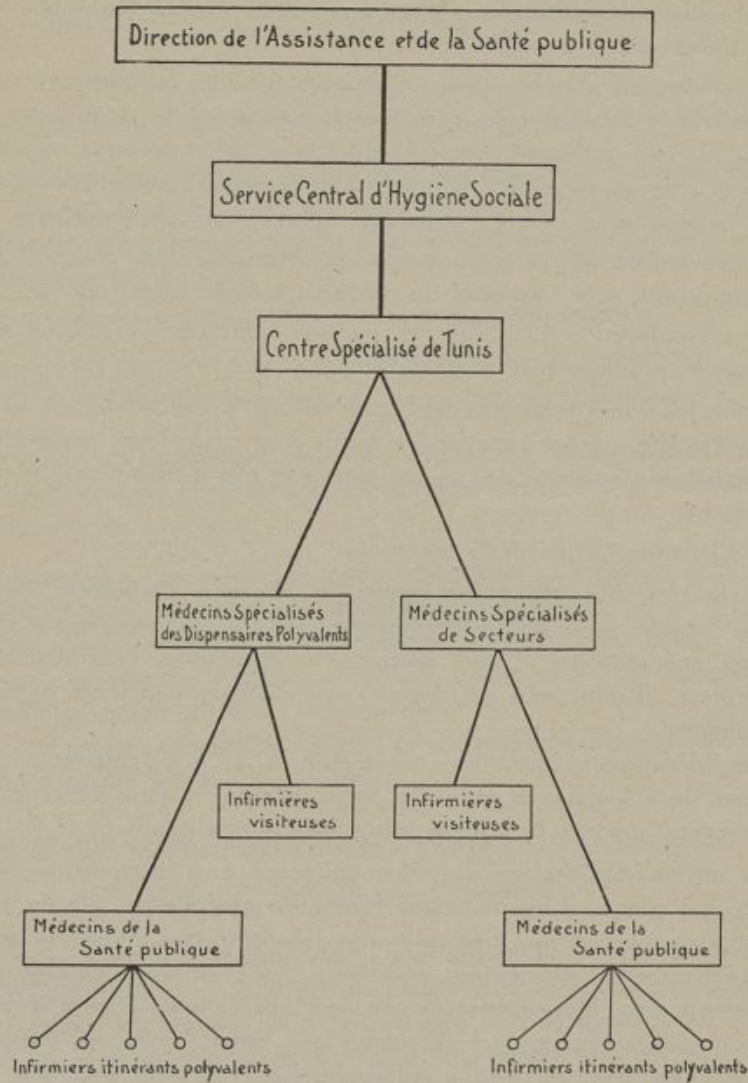 Direction de l'Assistance et de la Santé publique
Service Central d'Hygiène Sociale
Centre Spécialisé de Tunis
Médecins Spécialisés
des Dispensaires Polyvalents
Médecins Spécialisés
de Secteurs
Infirmières
visiteuses
Infirmières
visiteuses
Médecins de la
Santé publique
Médecins de la
Santé publique
Infirmiers itinérants polyvalents
Infirmiers itinérants polyvalents